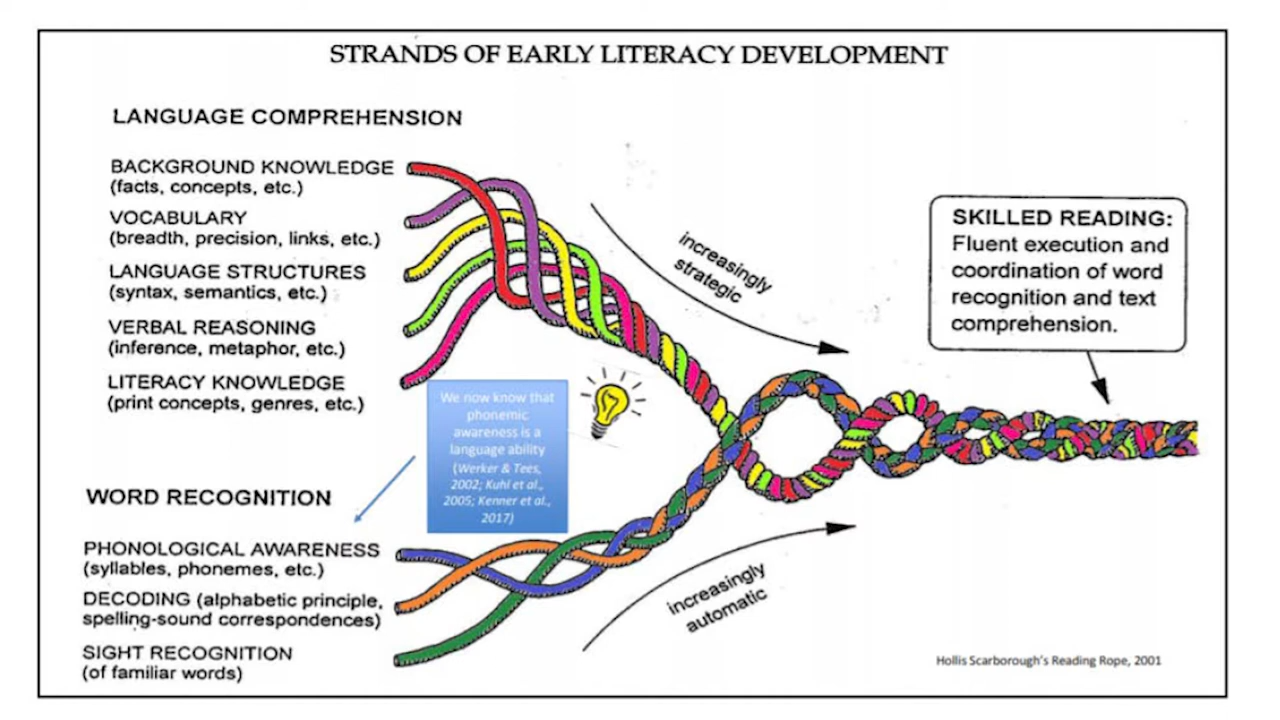 STRANDS OF EARLY LITERACY DEVELOPMENT
LANGUAGE COMPREHENSION
BACKGROUND KNOWLEDGE
(facts, concepts, etc.)
VOCABULARY
(breadth, precision, links, etc.)
LANGUAGE STRUCTURES
(syntax, semantics, etc.)
VERBAL REASONING
(inference, metaphor, etc.)
LITERACY KNOWLEDGE
(print concepts, genres, etc.)
We now know that
phonemic
awareness is a
language ability
(Werker & Tees,
2002; Kuhl et al.,
2005; Kenner et al.,
2017)
WORD RECOGNITION
PHONOLOGICAL AWARENESS
(syllables, phonemes, etc.)
DECODING (alphabetic principle,
spelling-sound correspondences)
SIGHT RECOGNITION
(of familiar words)
increasingly
strategic
increasingly
automatic
SKILLED READING:
Fluent execution and
coordination of word
recognition and text
comprehension.
Hollis Scarborough's Reading Rope, 2001